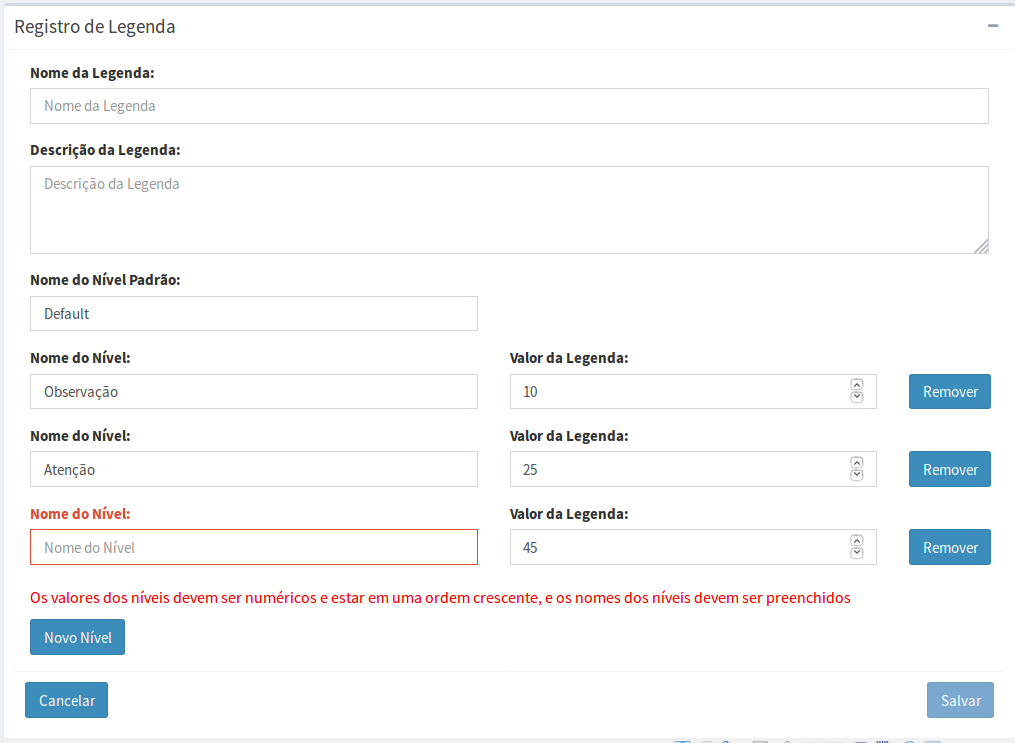 Registro de Legenda
Nome da Legenda:
Nome da Legenda
Descrição da Legenda:
Descrição da Legenda
Nome do Nível Padrão:
Default
Nome do Nível: Valor da Legenda:
Observação 10 Remover
Nome do Nível: Valor da Legenda:
Atenção 25 Remover
Nome do Nível: Valor da Legenda:
Nome do Nível 45 Remover
Os valores dos níveis devem ser numéricos e estar em uma ordem crescente, e os nomes dos níveis devem ser preenchidos
Novo Nível
Cancelar Salvar